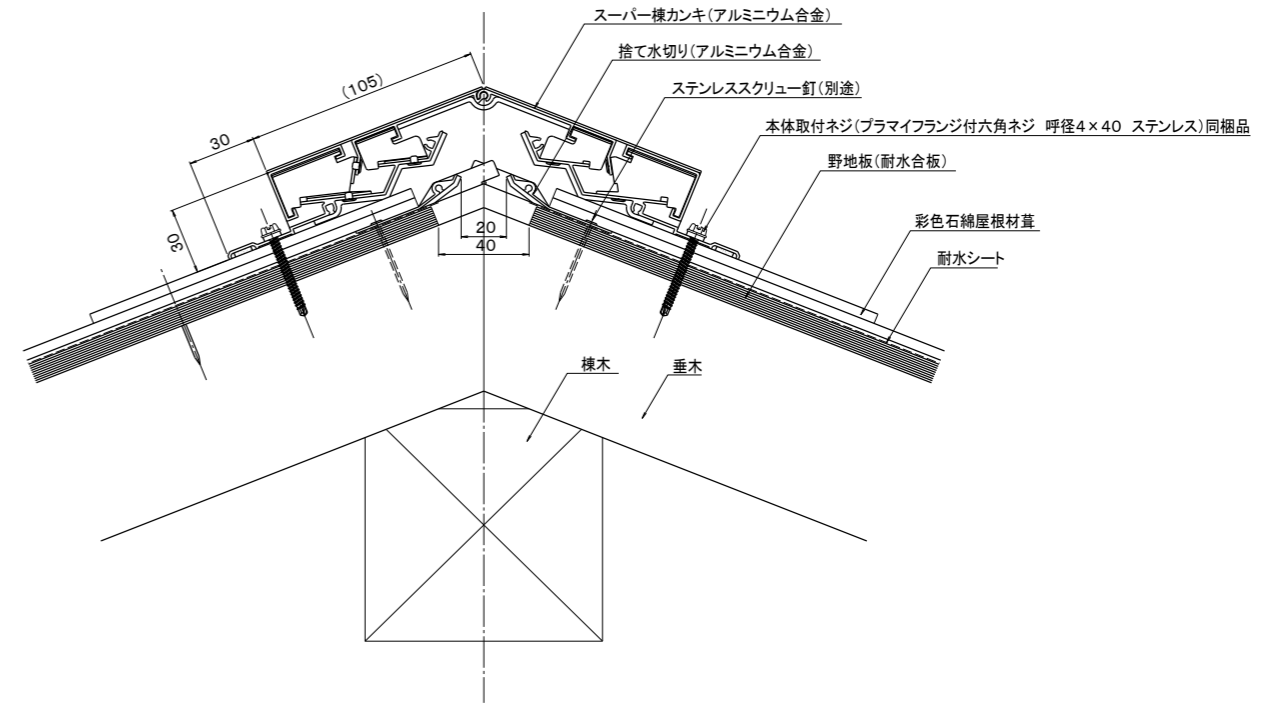 スーパー棟カンキ(アルミニウム合金)
捨て水切り(アルミニウム合金)
ステンレススクリュー釘(別途)
本体取付ネジ(プラマイフランジ付六角ネジ 呼径4×40 ステンレス)同梱品
野地板(耐水合板)
彩色石綿屋根材葺
耐水シート
(105)
30
30
20
40
棟木
垂木